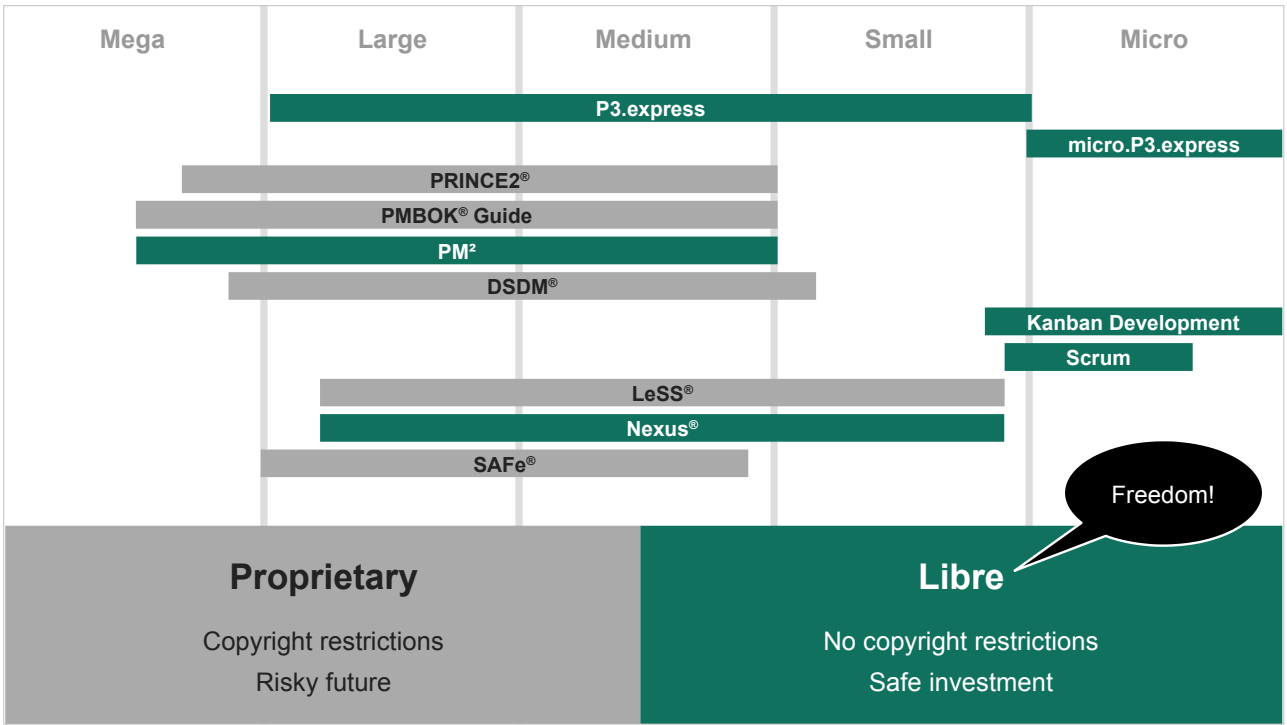 Mega Large Medium Small Micro
P3.express
micro.P3.express
PRINCE2®
PMBOK® Guide
PM²
DSDM®
Kanban Development
Scrum
LeSS®
Nexus®
SAFe®
Freedom!
Proprietary
Copyright restrictions
Risky future
Libre
No copyright restrictions
Safe investment